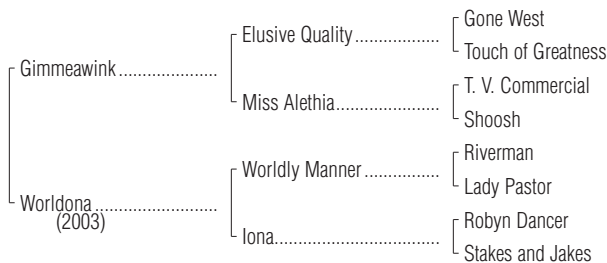 Gone West
Elusive Quality..................
Touch of Greatness
Gimmeawink.....................
T. V. Commercial
Miss Alethia......................
Shoosh
Riverman
Worldly Manner................
Lady Pastor
Worldona..........................
(2003)
Robyn Dancer
Iona...................................
Stakes and Jakes